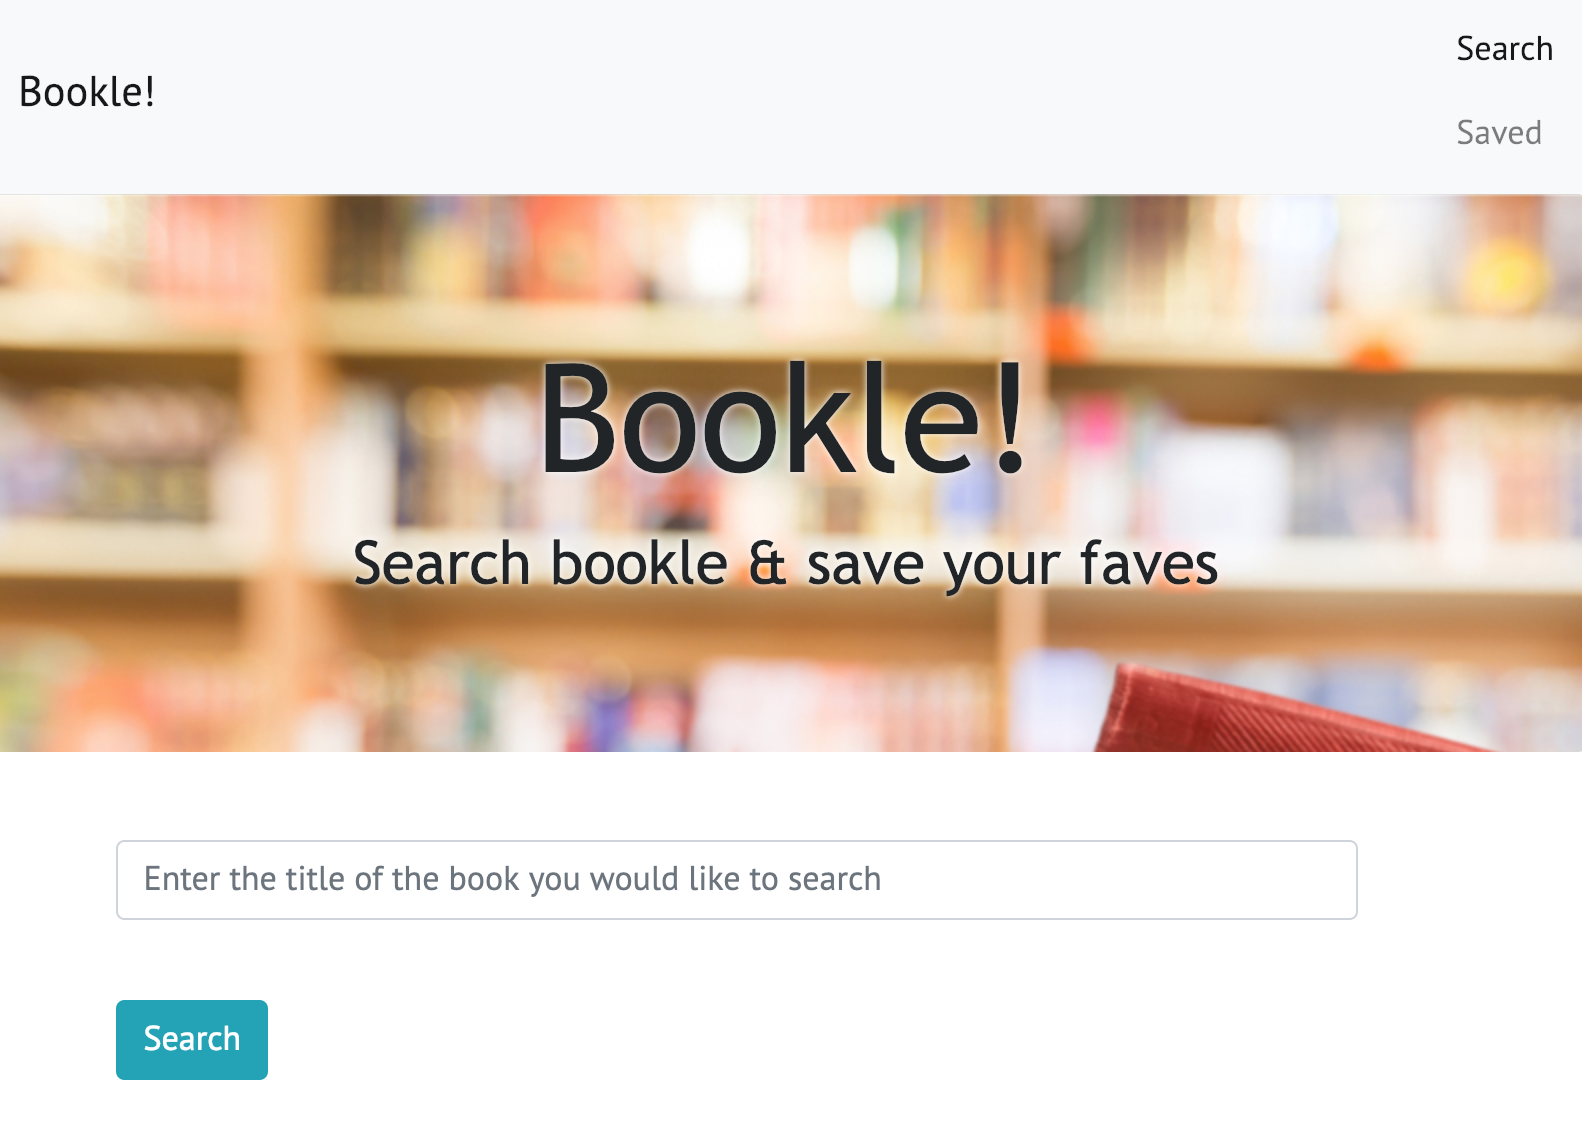 Bookle!
Search
Saved
Bookle!
Search bookle & save your faves
Enter the title of the book you would like to search
Search